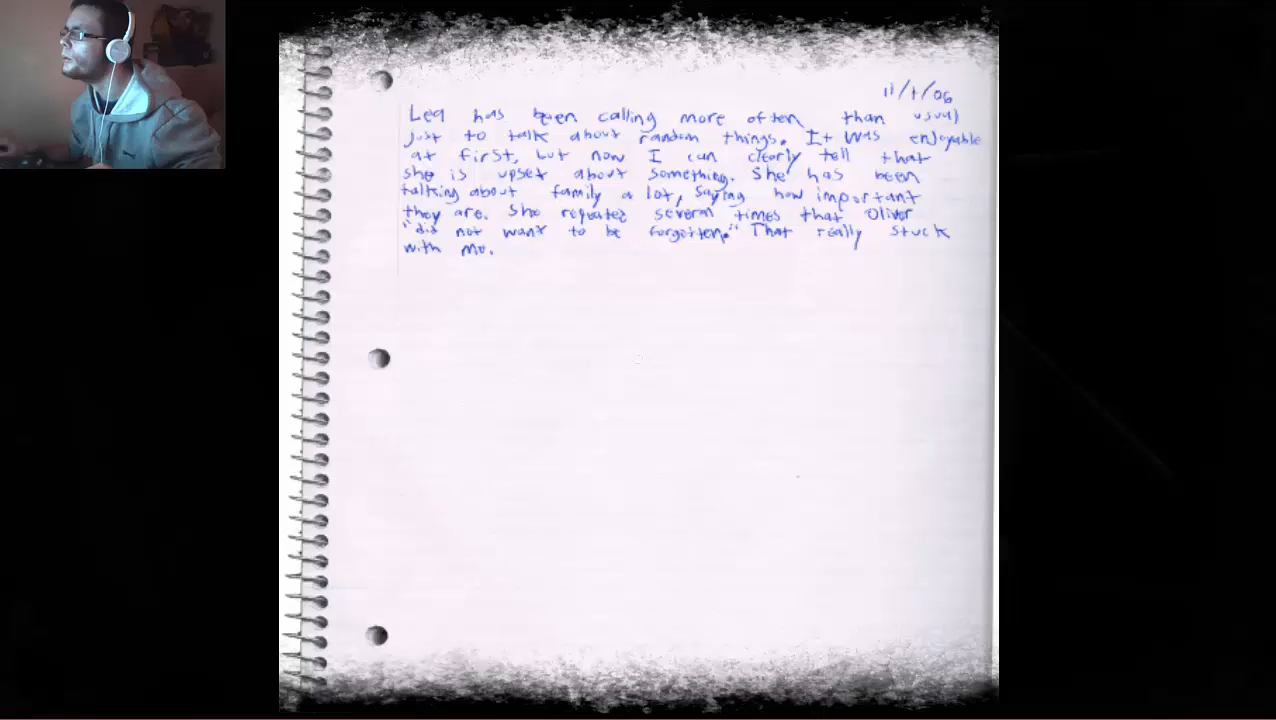 11/1/06
Lea has been calling more often than usual
just to talk about random things. It was enjoyable
at first, but now I can clearly tell that
she is upset about something. She has been
talking about family a lot, saying how important
they are. She repeated several times that Oliver
"did not want to be forgotten." That really stuck
with me.